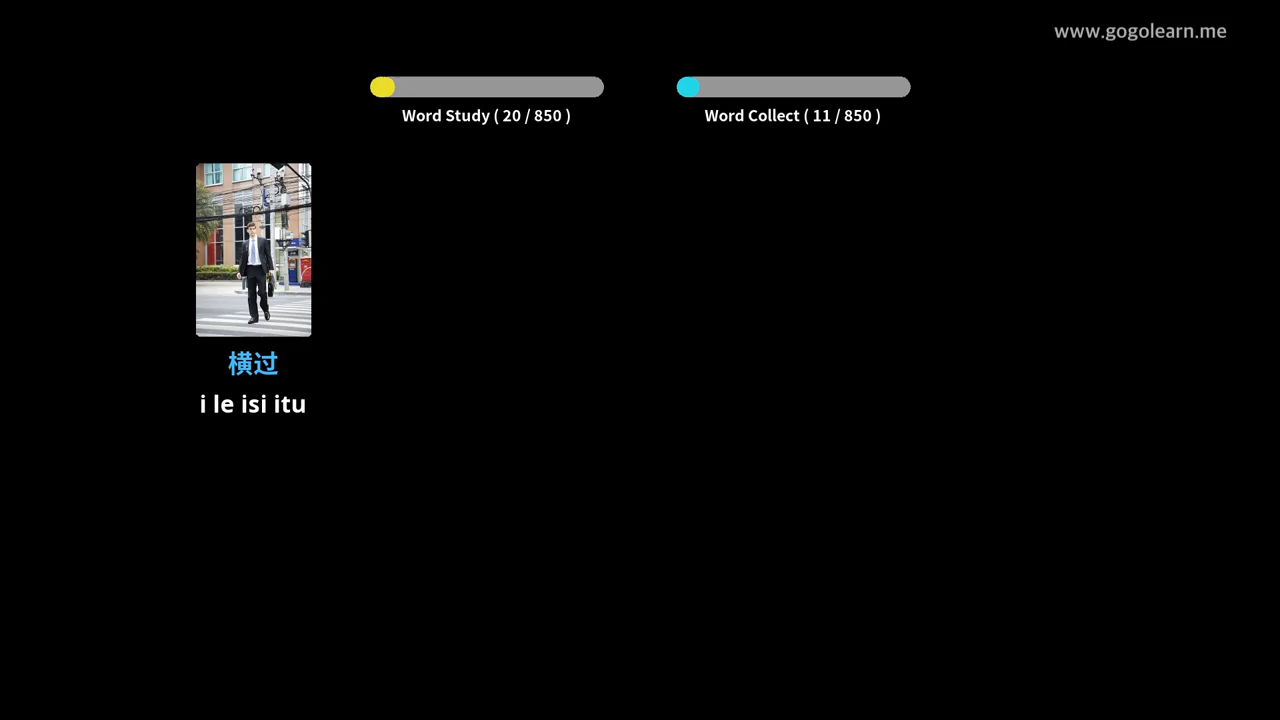 www.gogolearn.me
Word Study ( 20 / 850 )
Word Collect ( 11 / 850 )
横过
i le isi itu